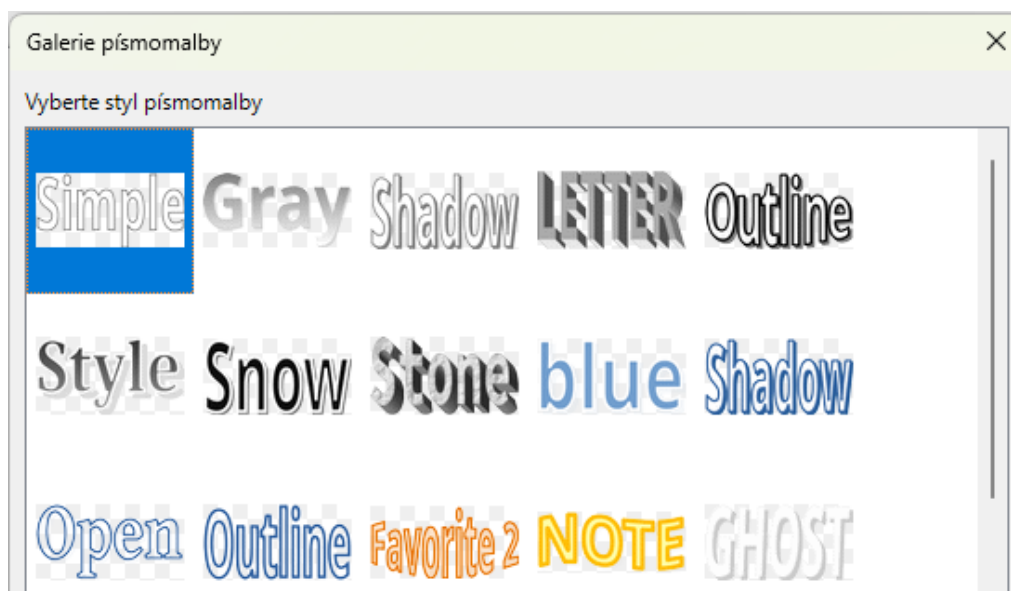 Galerie písmomalby
Vyberte styl písmomalby
Simple Gray Shadow LETTER Outline
Style Snow Stone blue Shadow
Open Outline Favorite 2 NOTE GHOST